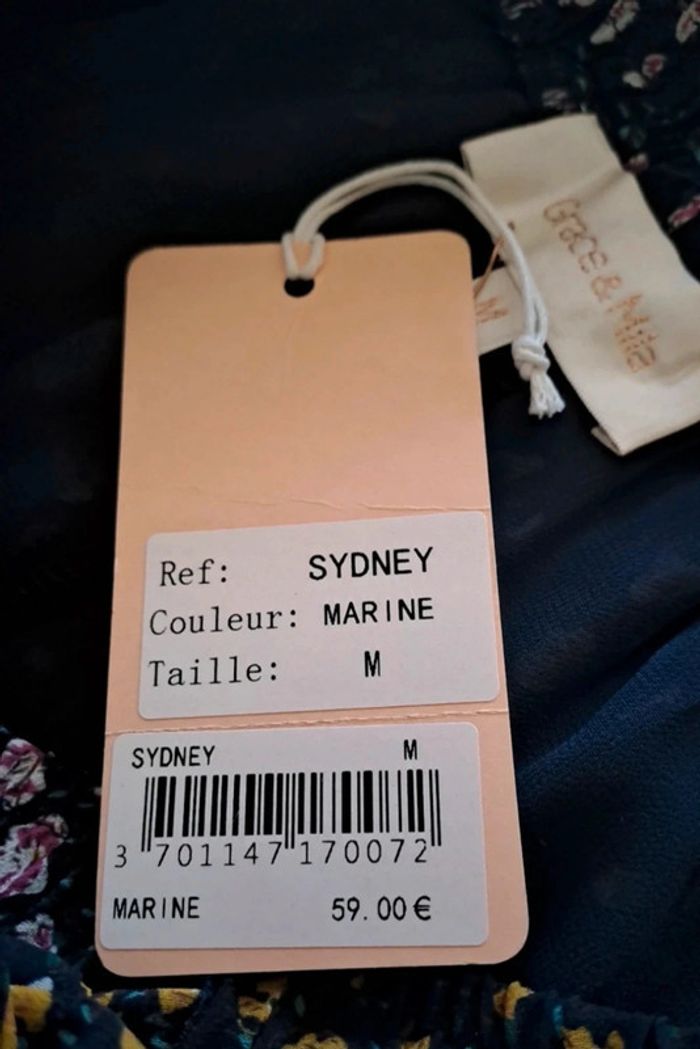 Grace & Mila
M
Ref: SYDNEY
Couleur: MARINE
Taille: M
SYDNEY M
3 701147 170072
MARINE 59.00€